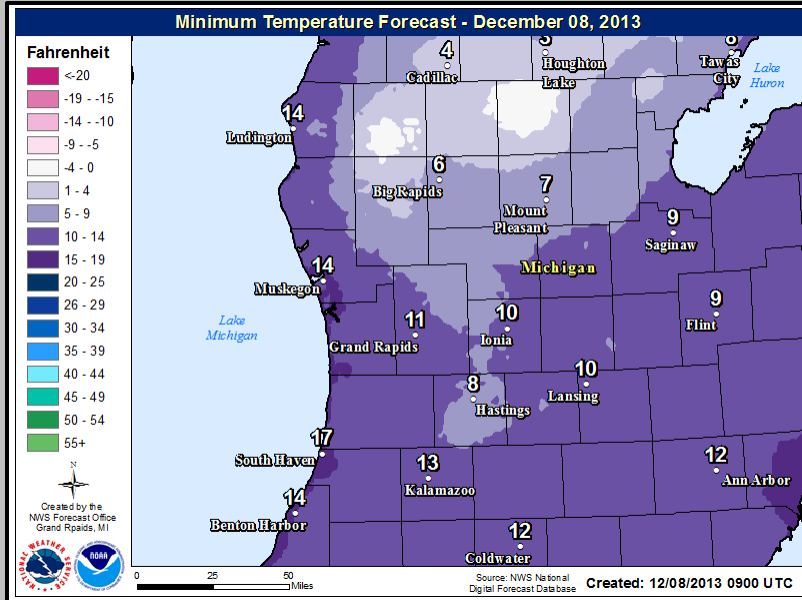 Minimum Temperature Forecast - December 08, 2013
Fahrenheit
<-20
-19 - -15
-14 - -10
-9 - -5
-4 - 0
1 - 4
5 - 9
10 - 14
15 - 19
20 - 25
26 - 29
30 - 34
35 - 39
40 - 44
45 - 49
50 - 54
55+
N
Created by the
NWS Forecast Office
Grand Rpaids, MI
NATIONAL WEATHER SERVICE
NOAA
4
Cadillac
Houghton
Lake
8
Tawas
City
Lake
Huron
14
Ludington
6
Big Rapids
7
Mount
Pleasant
9
Saginaw
Michigan
14
Muskegon
Lake
Michigan
11
Grand Rapids
10
Ionia
9
Flint
8
Hastings
10
Lansing
17
South Haven
13
Kalamazoo
12
Ann Arbor
14
Benton Harbor
12
Coldwater
0 25 50
Miles
Source: NWS National
Digital Forecast Database
Created: 12/08/2013 0900 UTC